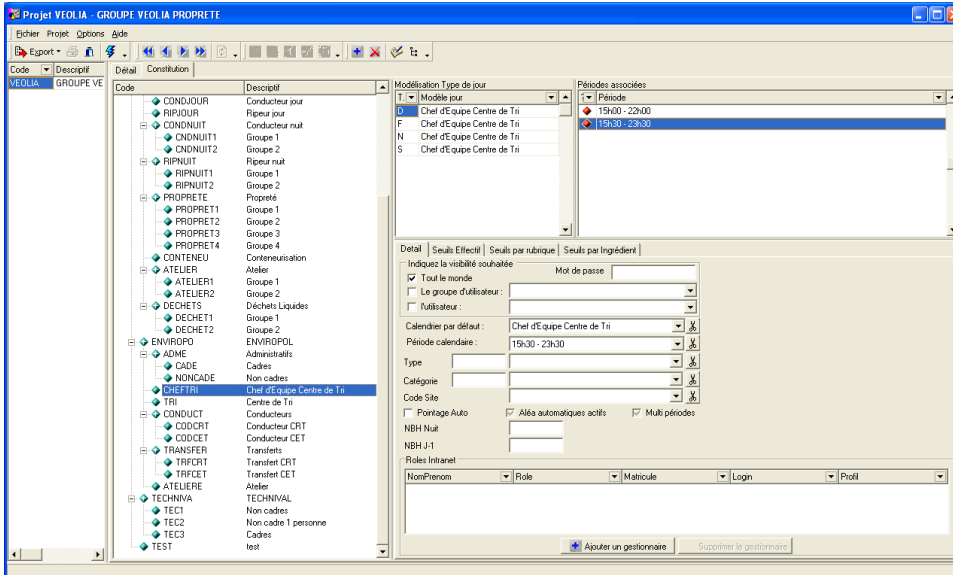 Projet VEOLIA - GROUPE VEOLIA PROPRETE
Fichier Projet Options Aide
Export
Code Descriptif
VEOLIA GROUPE VE
Détail Constitution
Code Descriptif
CONDJOUR Conducteur jour
RIPJOUR Ripeur jour
CONDNUIT Conducteur nuit
CNDNUIT1 Groupe 1
CNDNUIT2 Groupe 2
RIPNUIT Ripeur nuit
RIPNUIT1 Groupe 1
RIPNUIT2 Groupe 2
PROPRETE Propreté
PROPRET1 Groupe 1
PROPRET2 Groupe 2
PROPRET3 Groupe 3
PROPRET4 Groupe 4
CONTENEU Conteneurisation
ATELIER Atelier
ATELIER1 Groupe 1
ATELIER2 Groupe 2
DECHETS Déchets Liquides
DECHET1 Groupe 1
DECHET2 Groupe 2
ENVIROPO ENVIROPOL
ADME Administratifs
CADE Cadres
NONCADE Non cadres
CHEFTRI Chef d'Equipe Centre de Tri
TRI Centre de Tri
CONDUCT Conducteurs
CODCRT Conducteur CRT
CODCET Conducteur CET
TRANSFER Transferts
TRFCRT Transfert CRT
TRFCET Transfert CET
ATELIERE Atelier
TECHNIVA TECHNIVAL
TEC1 Non cadres
TEC2 Non cadre 1 personne
TEC3 Cadres
TEST test
Modélisation Type de jour
T. Modèle jour
D Chef d'Equipe Centre de Tri
F Chef d'Equipe Centre de Tri
N Chef d'Equipe Centre de Tri
S Chef d'Equipe Centre de Tri
Périodes associées
Période
15h00 - 22h00
15h30 - 23h30
Detail Seuils Effectif Seuils par rubrique Seuils par Ingrédient
Indiquez la visibilité souhaitée
Mot de passe
Tout le monde
Le groupe d'utilisateur :
l'utilisateur :
Calendrier par défaut : Chef d'Equipe Centre de Tri
Période calendaire : 15h30 - 23h30
Type
Catégorie
Code Site
Pointage Auto Aléa automatiques actifs Multi périodes
NBH Nuit
NBH J-1
Roles Intranet
NomPrenom Role Matricule Login Profil
Ajouter un gestionnaire Supprimer le gestionnaire